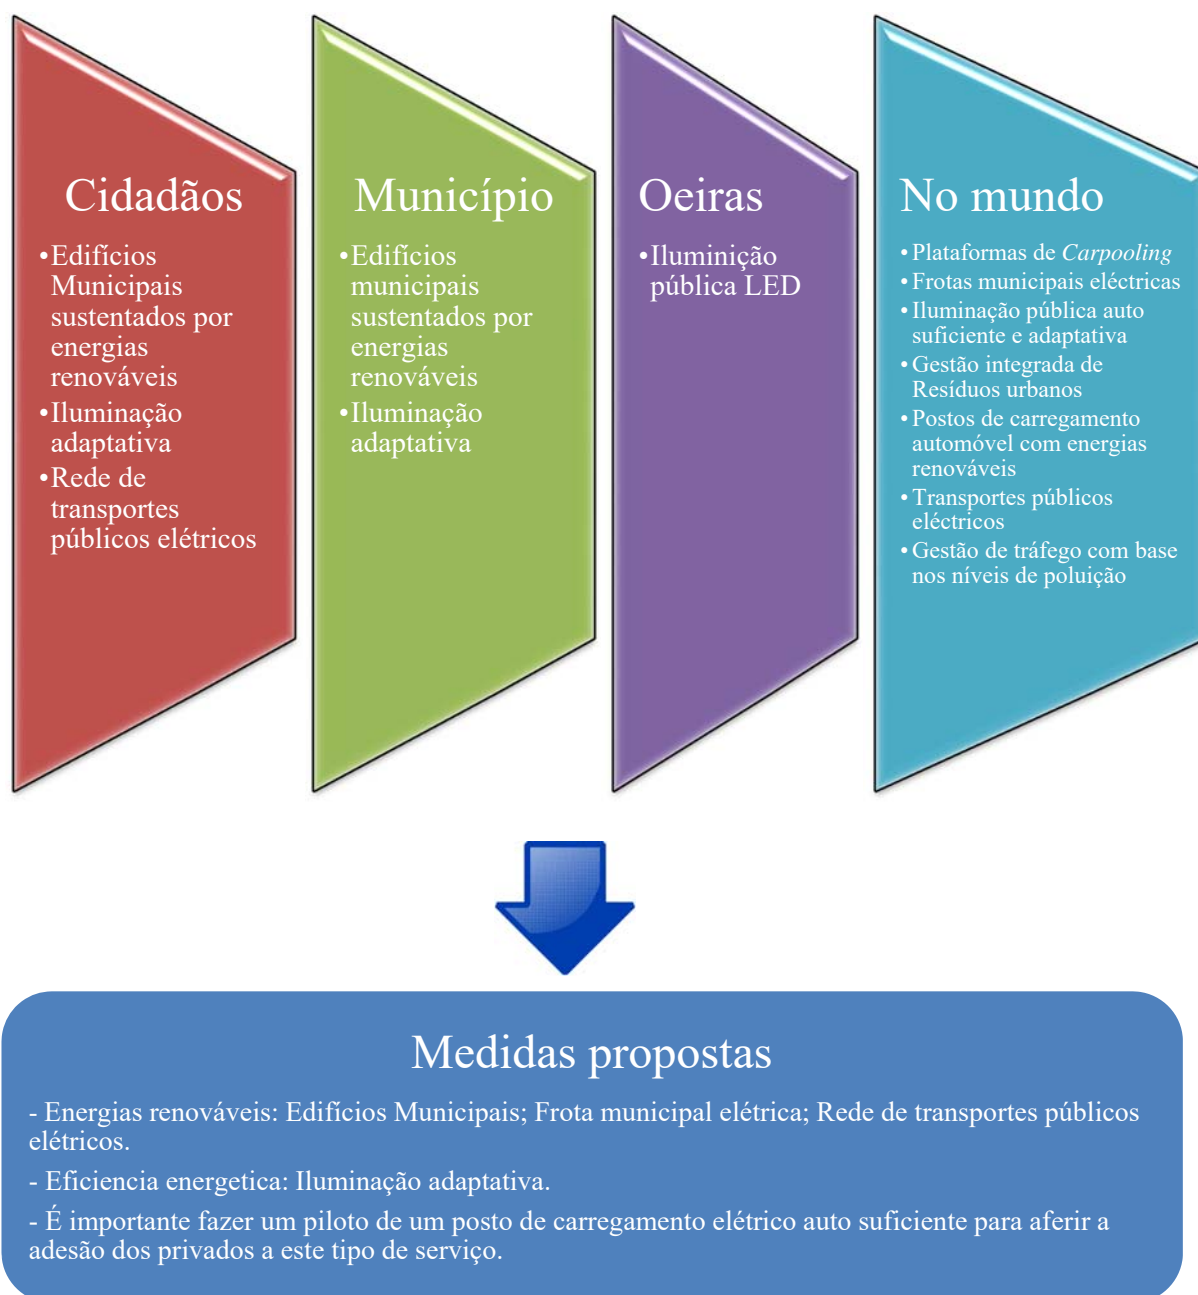 Cidadãos
•Edifícios
Municipais
sustentados por
energias
renováveis
•Iluminação
adaptativa
•Rede de
transportes
públicos elétricos
Município
•Edifícios
municipais
sustentados por
energias
renováveis
•Iluminação
adaptativa
Oeiras
•Iluminição
pública LED
No mundo
•Plataformas de Carpooling
•Frotas municipais eléctricas
•Iluminação pública auto
suficiente e adaptativa
•Gestão integrada de
Resíduos urbanos
•Postos de carregamento
automóvel com energias
renováveis
•Transportes públicos
eléctricos
•Gestão de tráfego com base
nos níveis de poluição
Medidas propostas
- Energias renováveis: Edifícios Municipais; Frota municipal elétrica; Rede de transportes públicos
elétricos.
- Eficiencia energetica: Iluminação adaptativa.
- É importante fazer um piloto de um posto de carregamento elétrico auto suficiente para aferir a
adesão dos privados a este tipo de serviço.